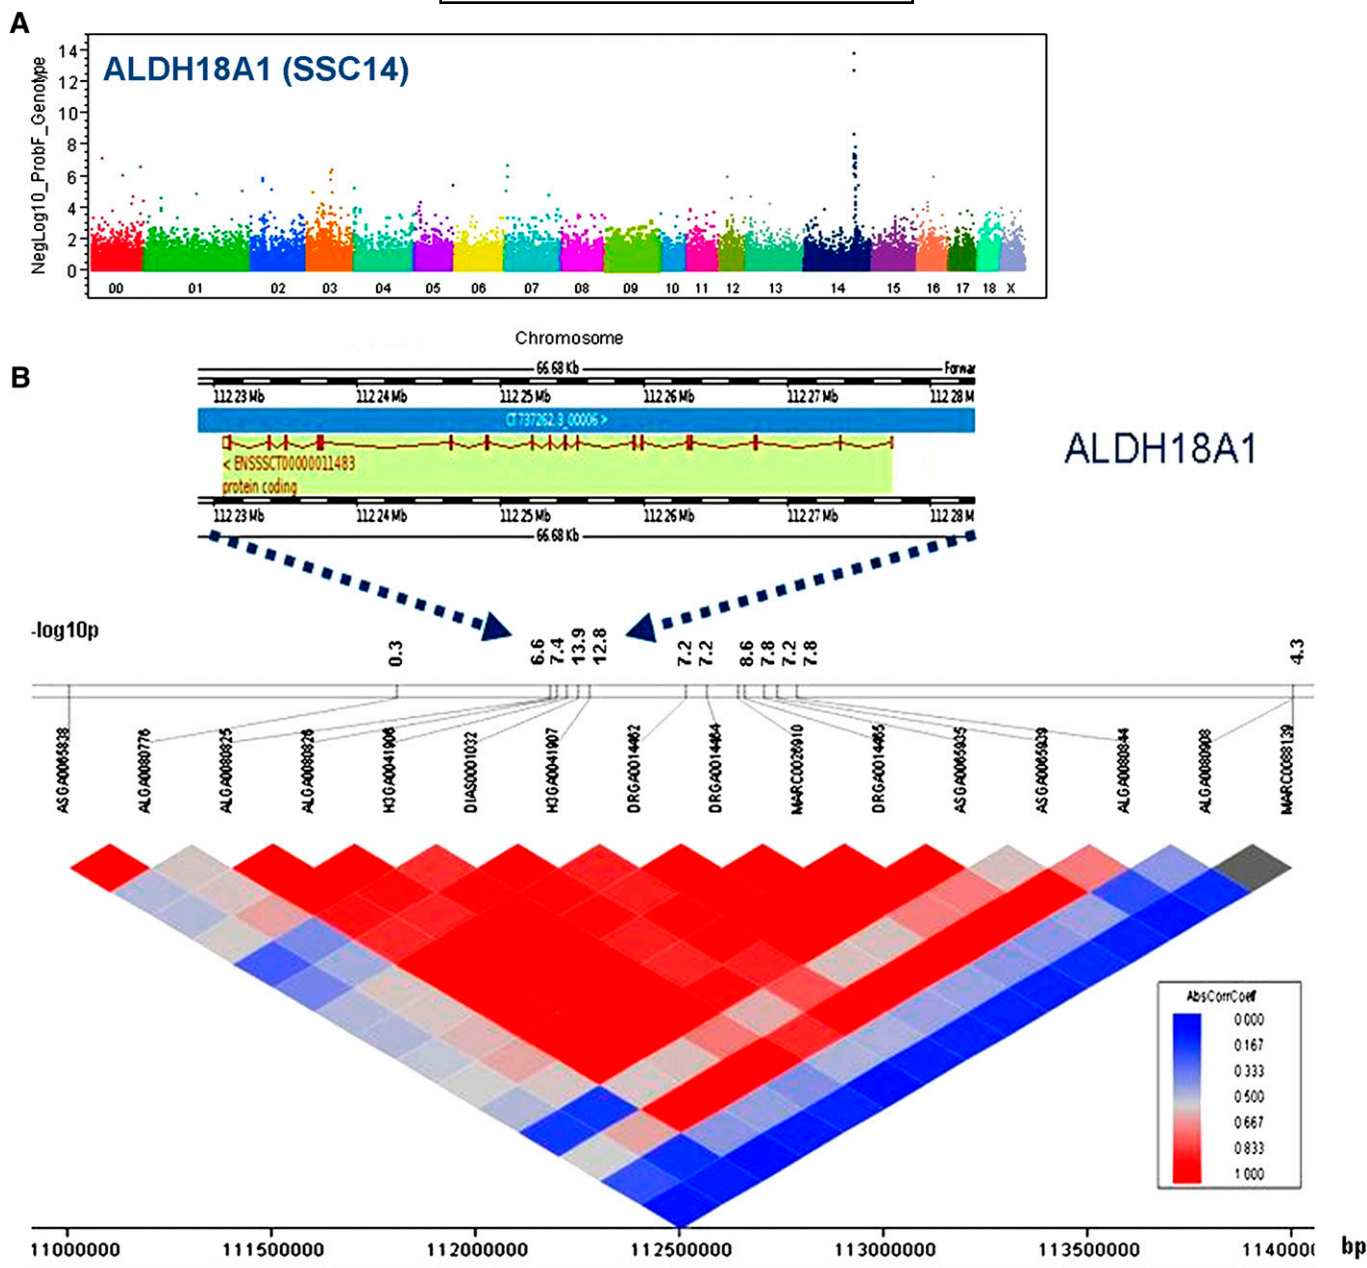 A
ALDH18A1 (SSC14)
NegLog10_ProbF_Genotype
14
12
10
8
6
4
2
0
00 01 02 03 04 05 06 07 08 09 10 11 12 13 14 15 16 17 18 X
Chromosome
B
66.68 Kb Forwar
112.23 Mb 112.24 Mb 112.25 Mb 112.26 Mb 112.27 Mb 112.28 M
CT737262.3_00006 >
< ENSSSCT00000011483
protein coding
112.23 Mb 112.24 Mb 112.25 Mb 112.26 Mb 112.27 Mb 112.28 M
66.68 Kb
ALDH18A1
-log10p
0.3 6.6 7.4 13.9 12.8 7.2 7.2 8.6 7.8 7.2 7.8 4.3
ASGA0065838
ALGA0080776
ALGA0080825
ALGA0080826
H3GA0041906
DIAS0001032
H3GA0041907
DRGA0014462
DRGA0014464
MARC0026910
DRGA0014465
ASGA0065935
ASGA0065939
ALGA0080844
ALGA0080908
MARC0088139
AbsCorrCoeff
0.000
0.167
0.333
0.500
0.667
0.833
1.000
11000000 111500000 112000000 112500000 113000000 113500000 1140000 bp